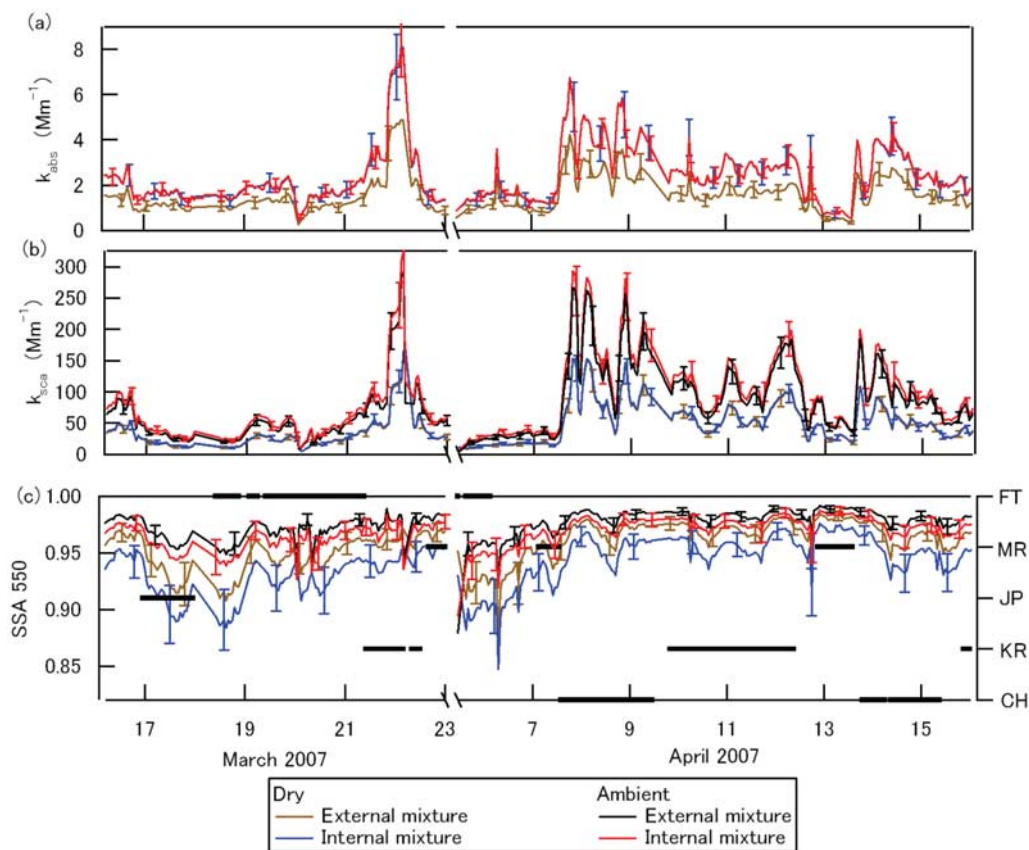 (a)
8
6
4
2
0
k_abs (Mm⁻¹)
(b)
300
250
200
150
100
50
0
k_sca (Mm⁻¹)
(c)
1.00
0.95
0.90
0.85
SSA 550
FT
MR
JP
KR
CH
17 19 21 23 7 9 11 13 15
March 2007 April 2007
Dry Ambient
External mixture External mixture
Internal mixture Internal mixture